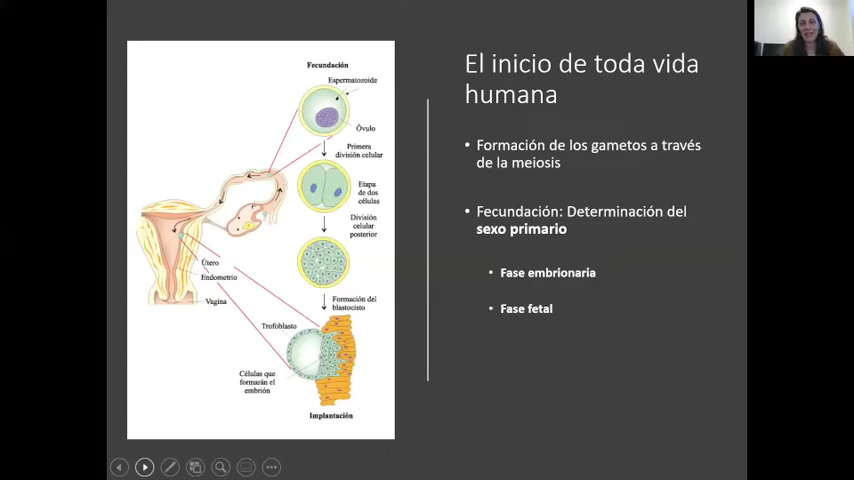 Fecundación
Espermatozoide
Óvulo
Primera
división celular
Etapa
de dos
células
División
celular
posterior
Útero
Endometrio
Vagina
Formación del
blastocisto
Trofoblasto
Células que
formarán el
embrión
Implantación
El inicio de toda vida
humana
• Formación de los gametos a través
de la meiosis
• Fecundación: Determinación del
sexo primario
• Fase embrionaria
• Fase fetal